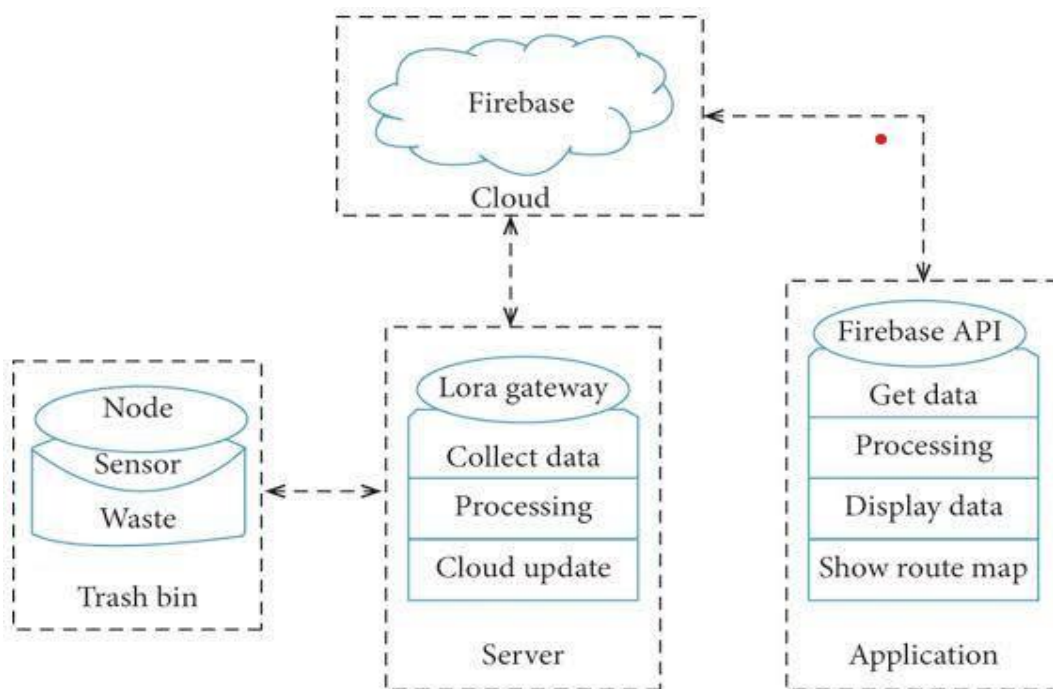 Firebase
Cloud
Node
Sensor
Waste
Trash bin
Lora gateway
Collect data
Processing
Cloud update
Server
Firebase API
Get data
Processing
Display data
Show route map
Application